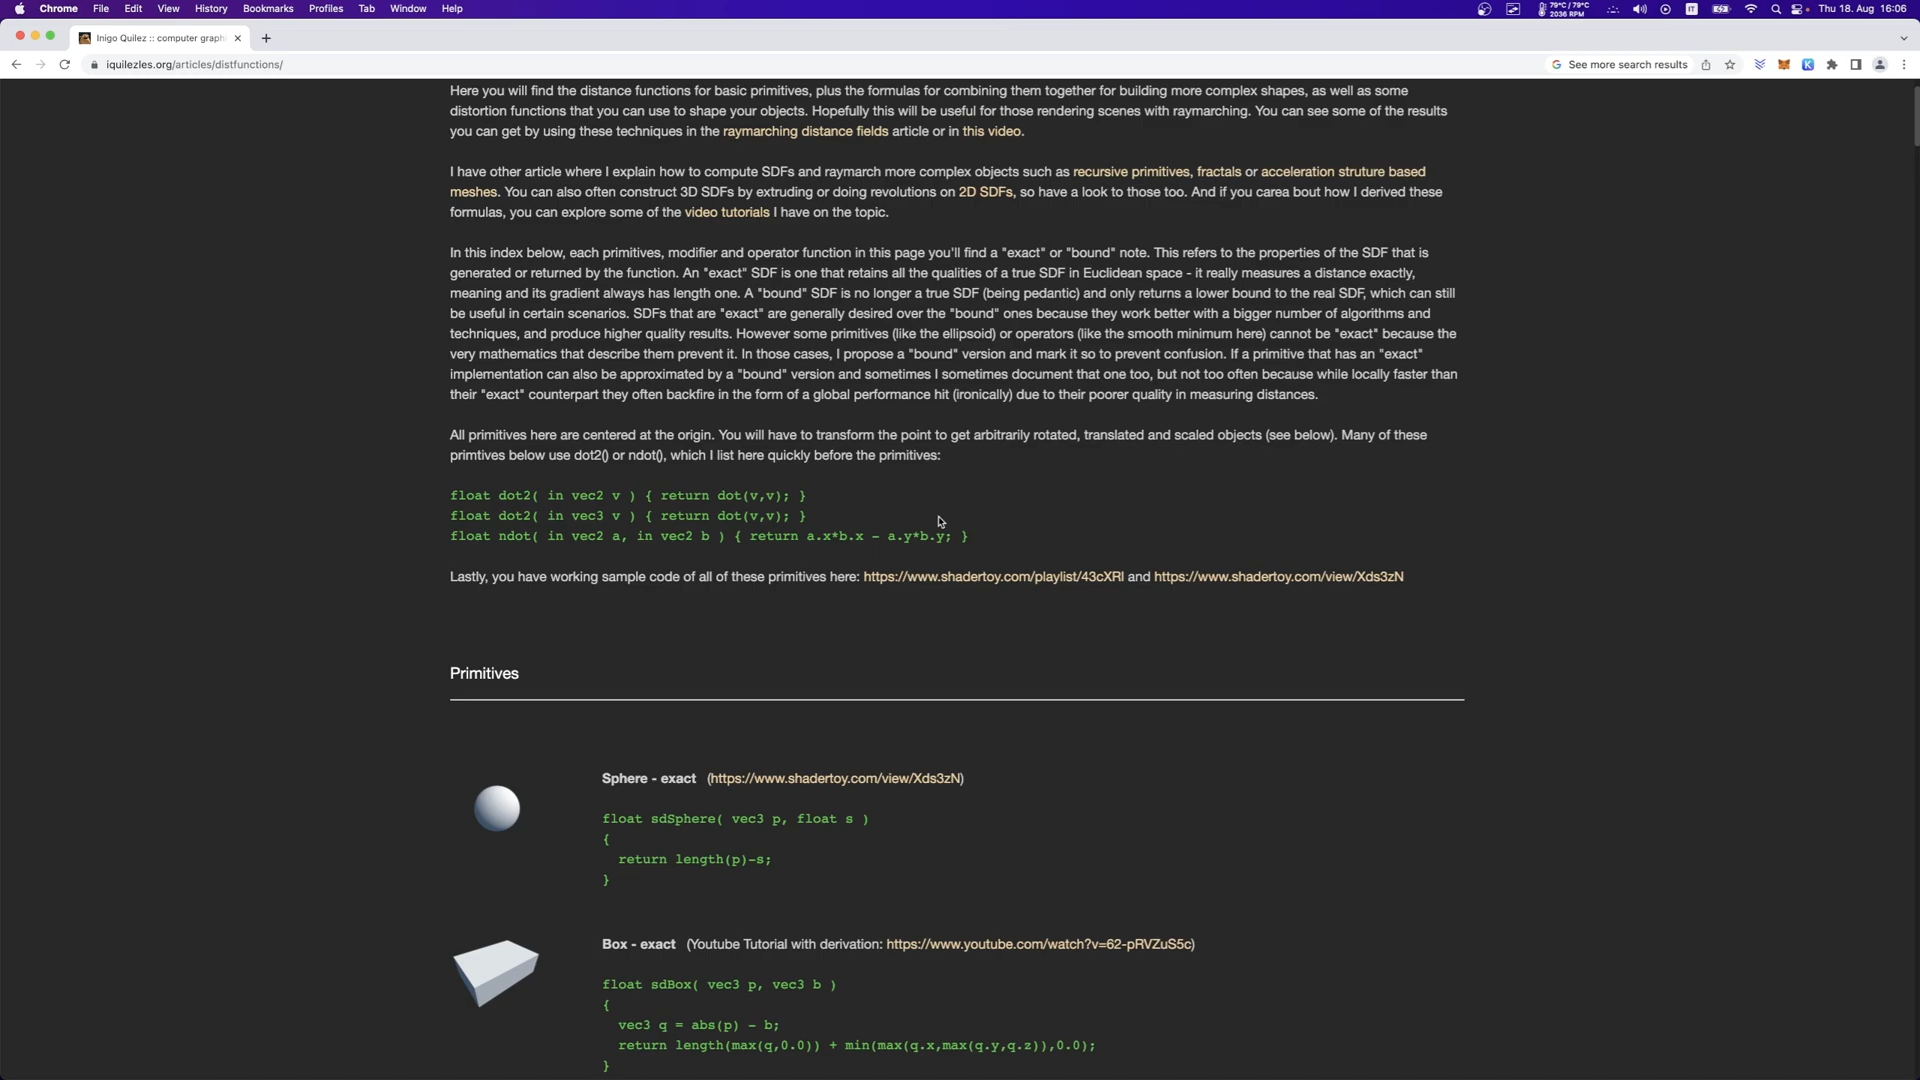 Chrome File Edit View History Bookmarks Profiles Tab Window Help 79°C / 79°C 2036 RPM IT Thu 18. Aug 16:06
Inigo Quilez :: computer graph
iquilezles.org/articles/distfunctions/ See more search results
Here you will find the distance functions for basic primitives, plus the formulas for combining them together for building more complex shapes, as well as some
distortion functions that you can use to shape your objects. Hopefully this will be useful for those rendering scenes with raymarching. You can see some of the results
you can get by using these techniques in the raymarching distance fields article or in this video.
I have other article where I explain how to compute SDFs and raymarch more complex objects such as recursive primitives, fractals or acceleration struture based
meshes. You can also often construct 3D SDFs by extruding or doing revolutions on 2D SDFs, so have a look to those too. And if you carea bout how I derived these
formulas, you can explore some of the video tutorials I have on the topic.
In this index below, each primitives, modifier and operator function in this page you'll find a "exact" or "bound" note. This refers to the properties of the SDF that is
generated or returned by the function. An "exact" SDF is one that retains all the qualities of a true SDF in Euclidean space - it really measures a distance exactly,
meaning and its gradient always has length one. A "bound" SDF is no longer a true SDF (being pedantic) and only returns a lower bound to the real SDF, which can still
be useful in certain scenarios. SDFs that are "exact" are generally desired over the "bound" ones because they work better with a bigger number of algorithms and
techniques, and produce higher quality results. However some primitives (like the ellipsoid) or operators (like the smooth minimum here) cannot be "exact" because the
very mathematics that describe them prevent it. In those cases, I propose a "bound" version and mark it so to prevent confusion. If a primitive that has an "exact"
implementation can also be approximated by a "bound" version and sometimes I sometimes document that one too, but not too often because while locally faster than
their "exact" counterpart they often backfire in the form of a global performance hit (ironically) due to their poorer quality in measuring distances.
All primitives here are centered at the origin. You will have to transform the point to get arbitrarily rotated, translated and scaled objects (see below). Many of these
primtives below use dot2() or ndot(), which I list here quickly before the primitives:
float dot2( in vec2 v ) { return dot(v,v); }
float dot2( in vec3 v ) { return dot(v,v); }
float ndot( in vec2 a, in vec2 b ) { return a.x*b.x - a.y*b.y; }
Lastly, you have working sample code of all of these primitives here: https://www.shadertoy.com/playlist/43cXRl and https://www.shadertoy.com/view/Xds3zN
Primitives
Sphere - exact (https://www.shadertoy.com/view/Xds3zN)
float sdSphere( vec3 p, float s )
{
return length(p)-s;
}
Box - exact (Youtube Tutorial with derivation: https://www.youtube.com/watch?v=62-pRVZuS5c)
float sdBox( vec3 p, vec3 b )
{
vec3 q = abs(p) - b;
return length(max(q,0.0)) + min(max(q.x,max(q.y,q.z)),0.0);
}